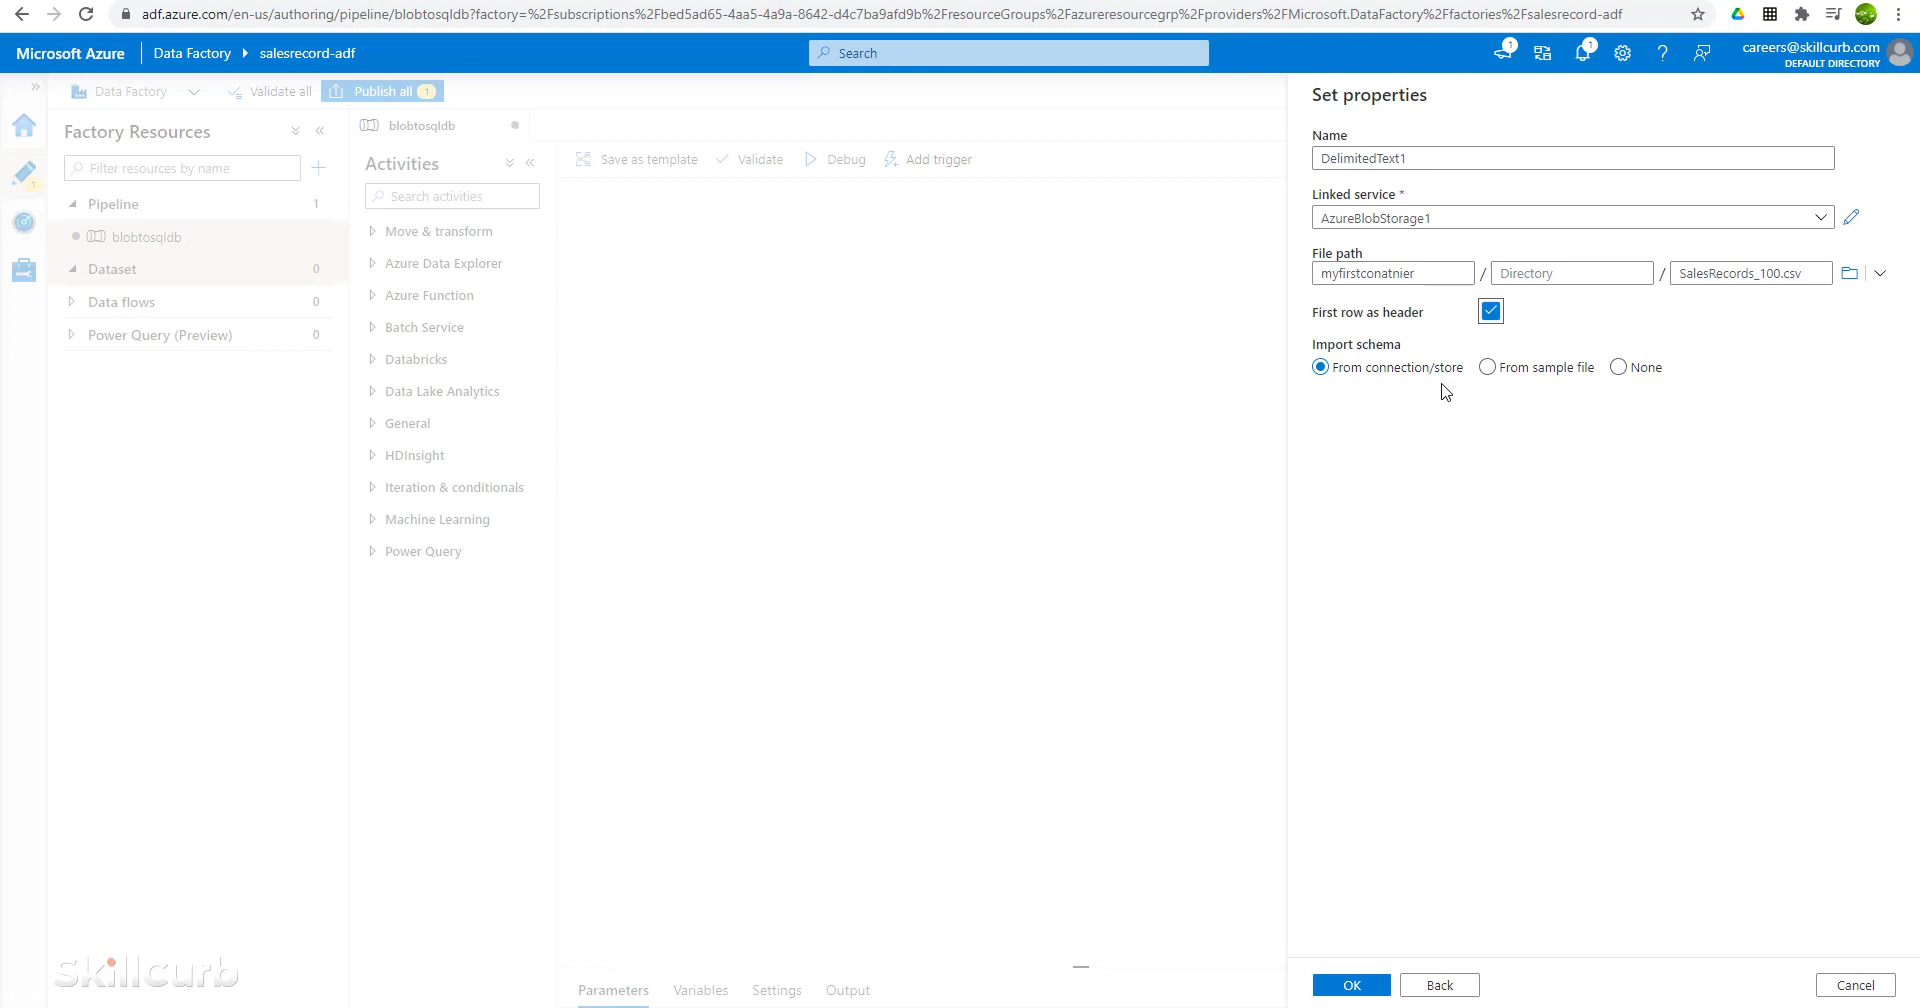 adf.azure.com/en-us/authoring/pipeline/blobtosqldb?factory=%2Fsubscriptions%2Fbed5ad65-4aa5-4a9a-8642-d4c7ba9afd9b%2FresourceGroups%2Fazureresourcegrp%2Fproviders%2FMicrosoft.DataFactory%2Ffactories%2Fsalesrecord-adf
Microsoft Azure
Data Factory
salesrecord-adf
Search
1
1
?
careers@skillcurb.com
DEFAULT DIRECTORY
Data Factory
Validate all
Publish all 1
Factory Resources
Filter resources by name
1
Pipeline 1
blobtosqldb
Dataset 0
Data flows 0
Power Query (Preview) 0
blobtosqldb
Activities
Search activities
Move & transform
Azure Data Explorer
Azure Function
Batch Service
Databricks
Data Lake Analytics
General
HDInsight
Iteration & conditionals
Machine Learning
Power Query
Save as template
Validate
Debug
Add trigger
Parameters
Variables
Settings
Output
Set properties
Name
DelimitedText1
Linked service *
AzureBlobStorage1
File path
myfirstconatnier / Directory / SalesRecords_100.csv
First row as header
Import schema
From connection/store
From sample file
None
OK
Back
Cancel
Skillcurb